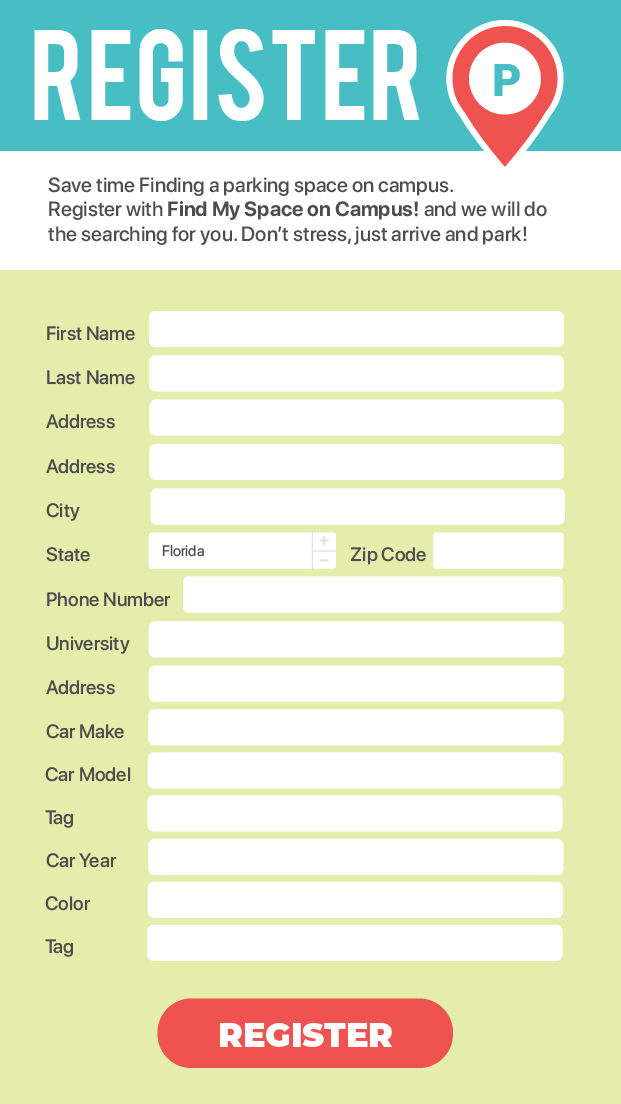 REGISTER
P
Save time Finding a parking space on campus.
Register with Find My Space on Campus! and we will do
the searching for you. Don't stress, just arrive and park!
First Name
Last Name
Address
Address
City
State Florida + − Zip Code
Phone Number
University
Address
Car Make
Car Model
Tag
Car Year
Color
Tag
REGISTER